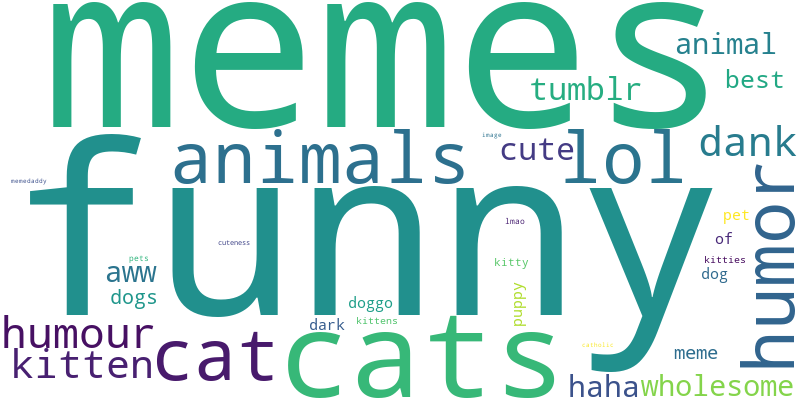 memes
animal
best
tumblr
animals
image
cute
lol
dank
memedaddy
funny
humor
pet
lmao
of
cuteness
pets
kitty
kitties
aww
dog
dogs
puppy
doggo
dark
kittens
humour
cat
cats
catholic
meme
kitten
haha
wholesome